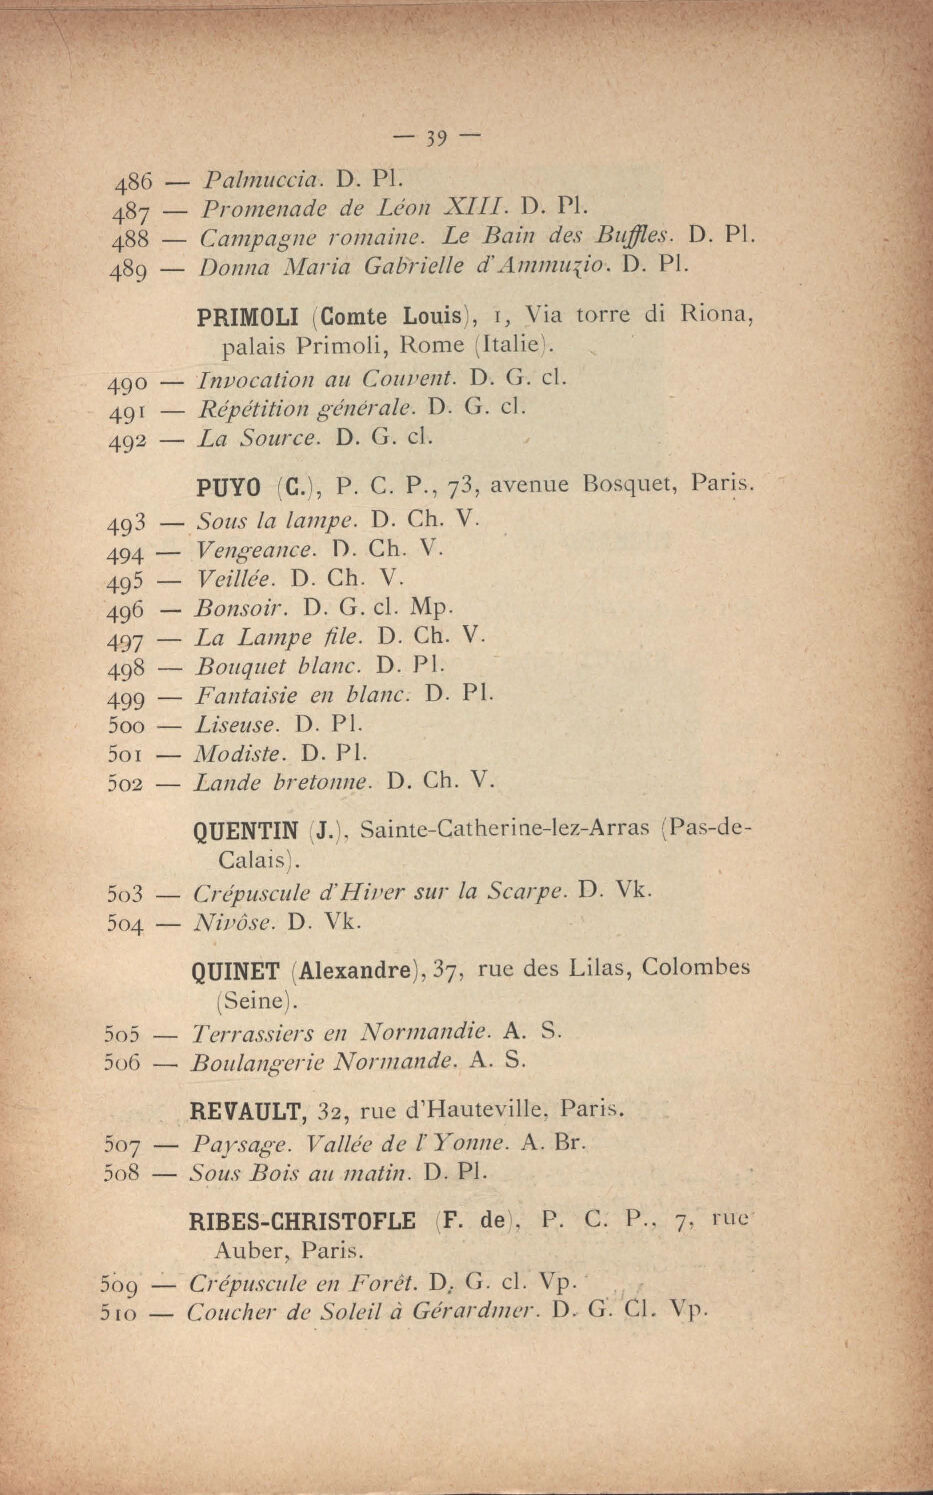 — 39 —
486 — Palmuccia. D. Pl.
487 — Promenade de Léon XIII. D. Pl.
488 — Campagne romaine. Le Bain des Buffles. D. Pl.
489 — Donna Maria Gabrielle d'Ammuzio. D. Pl.
PRIMOLI (Comte Louis), 1, Via torre di Riona,
palais Primoli, Rome (Italie).
490 — Invocation au Couvent. D. G. cl.
491 — Répétition générale. D. G. cl.
492 — La Source. D. G. cl.
PUYO (C.), P. C. P., 73, avenue Bosquet, Paris.
493 — Sous la lampe. D. Ch. V.
494 — Vengeance. D. Ch. V.
495 — Veillée. D. Ch. V.
496 — Bonsoir. D. G. cl. Mp.
497 — La Lampe file. D. Ch. V.
498 — Bouquet blanc. D. Pl.
499 — Fantaisie en blanc. D. Pl.
500 — Liseuse. D. Pl.
501 — Modiste. D. Pl.
502 — Lande bretonne. D. Ch. V.
QUENTIN (J.), Sainte-Catherine-lez-Arras (Pas-de-
Calais).
503 — Crépuscule d'Hiver sur la Scarpe. D. Vk.
504 — Nivôse. D. Vk.
QUINET (Alexandre), 37, rue des Lilas, Colombes
(Seine).
505 — Terrassiers en Normandie. A. S.
506 — Boulangerie Normande. A. S.
REVAULT, 32, rue d'Hauteville, Paris.
507 — Paysage. Vallée de l'Yonne. A. Br.
508 — Sous Bois au matin. D. Pl.
RIBES-CHRISTOFLE (F. de), P. C. P., 7, rue
Auber, Paris.
509 — Crépuscule en Forêt. D. G. cl. Vp.
510 — Coucher de Soleil à Gérardmer. D. G. Cl. Vp.